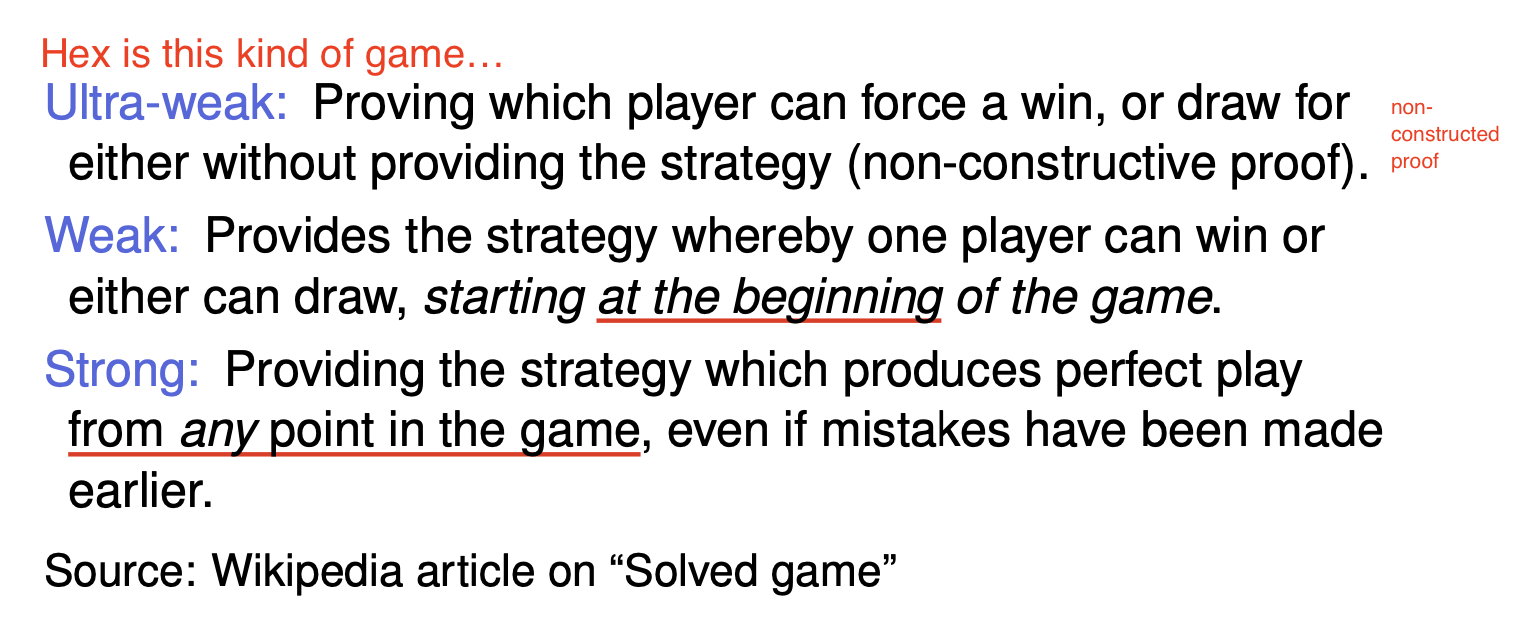 Hex is this kind of game…
Ultra-weak: Proving which player can force a win, or draw for
either without providing the strategy (non-constructive proof).
non-
constructed
proof
Weak: Provides the strategy whereby one player can win or
either can draw, starting at the beginning of the game.
Strong: Providing the strategy which produces perfect play
from any point in the game, even if mistakes have been made
earlier.
Source: Wikipedia article on “Solved game”